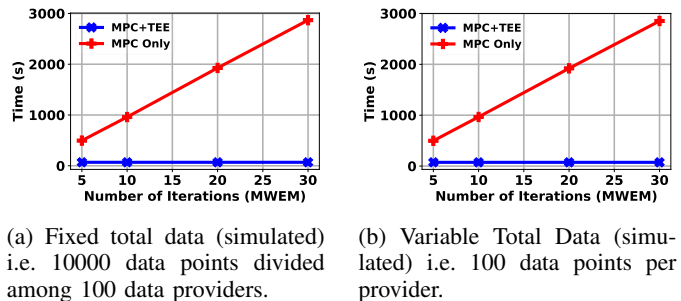 3000
2000
1000
0
Time (s)
MPC+TEE
MPC Only
5 10 15 20 25 30
Number of Iterations (MWEM)
3000
2000
1000
0
Time (s)
MPC+TEE
MPC Only
5 10 15 20 25 30
Number of Iterations (MWEM)
(a) Fixed total data (simulated)
i.e. 10000 data points divided
among 100 data providers.
(b) Variable Total Data (simu-
lated) i.e. 100 data points per
provider.